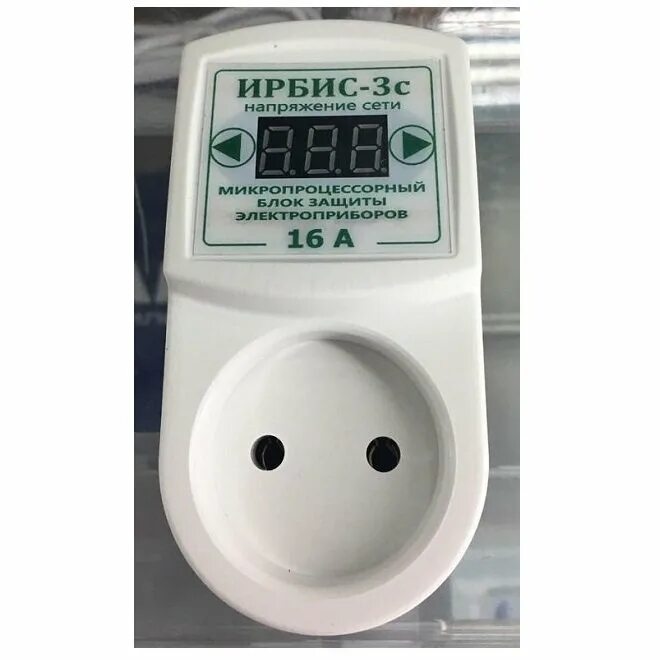 ИРБИС-3с
напряжение сети
МИКРОПРОЦЕССОРНЫЙ
БЛОК ЗАЩИТЫ
ЭЛЕКТРОПРИБОРОВ
16 А